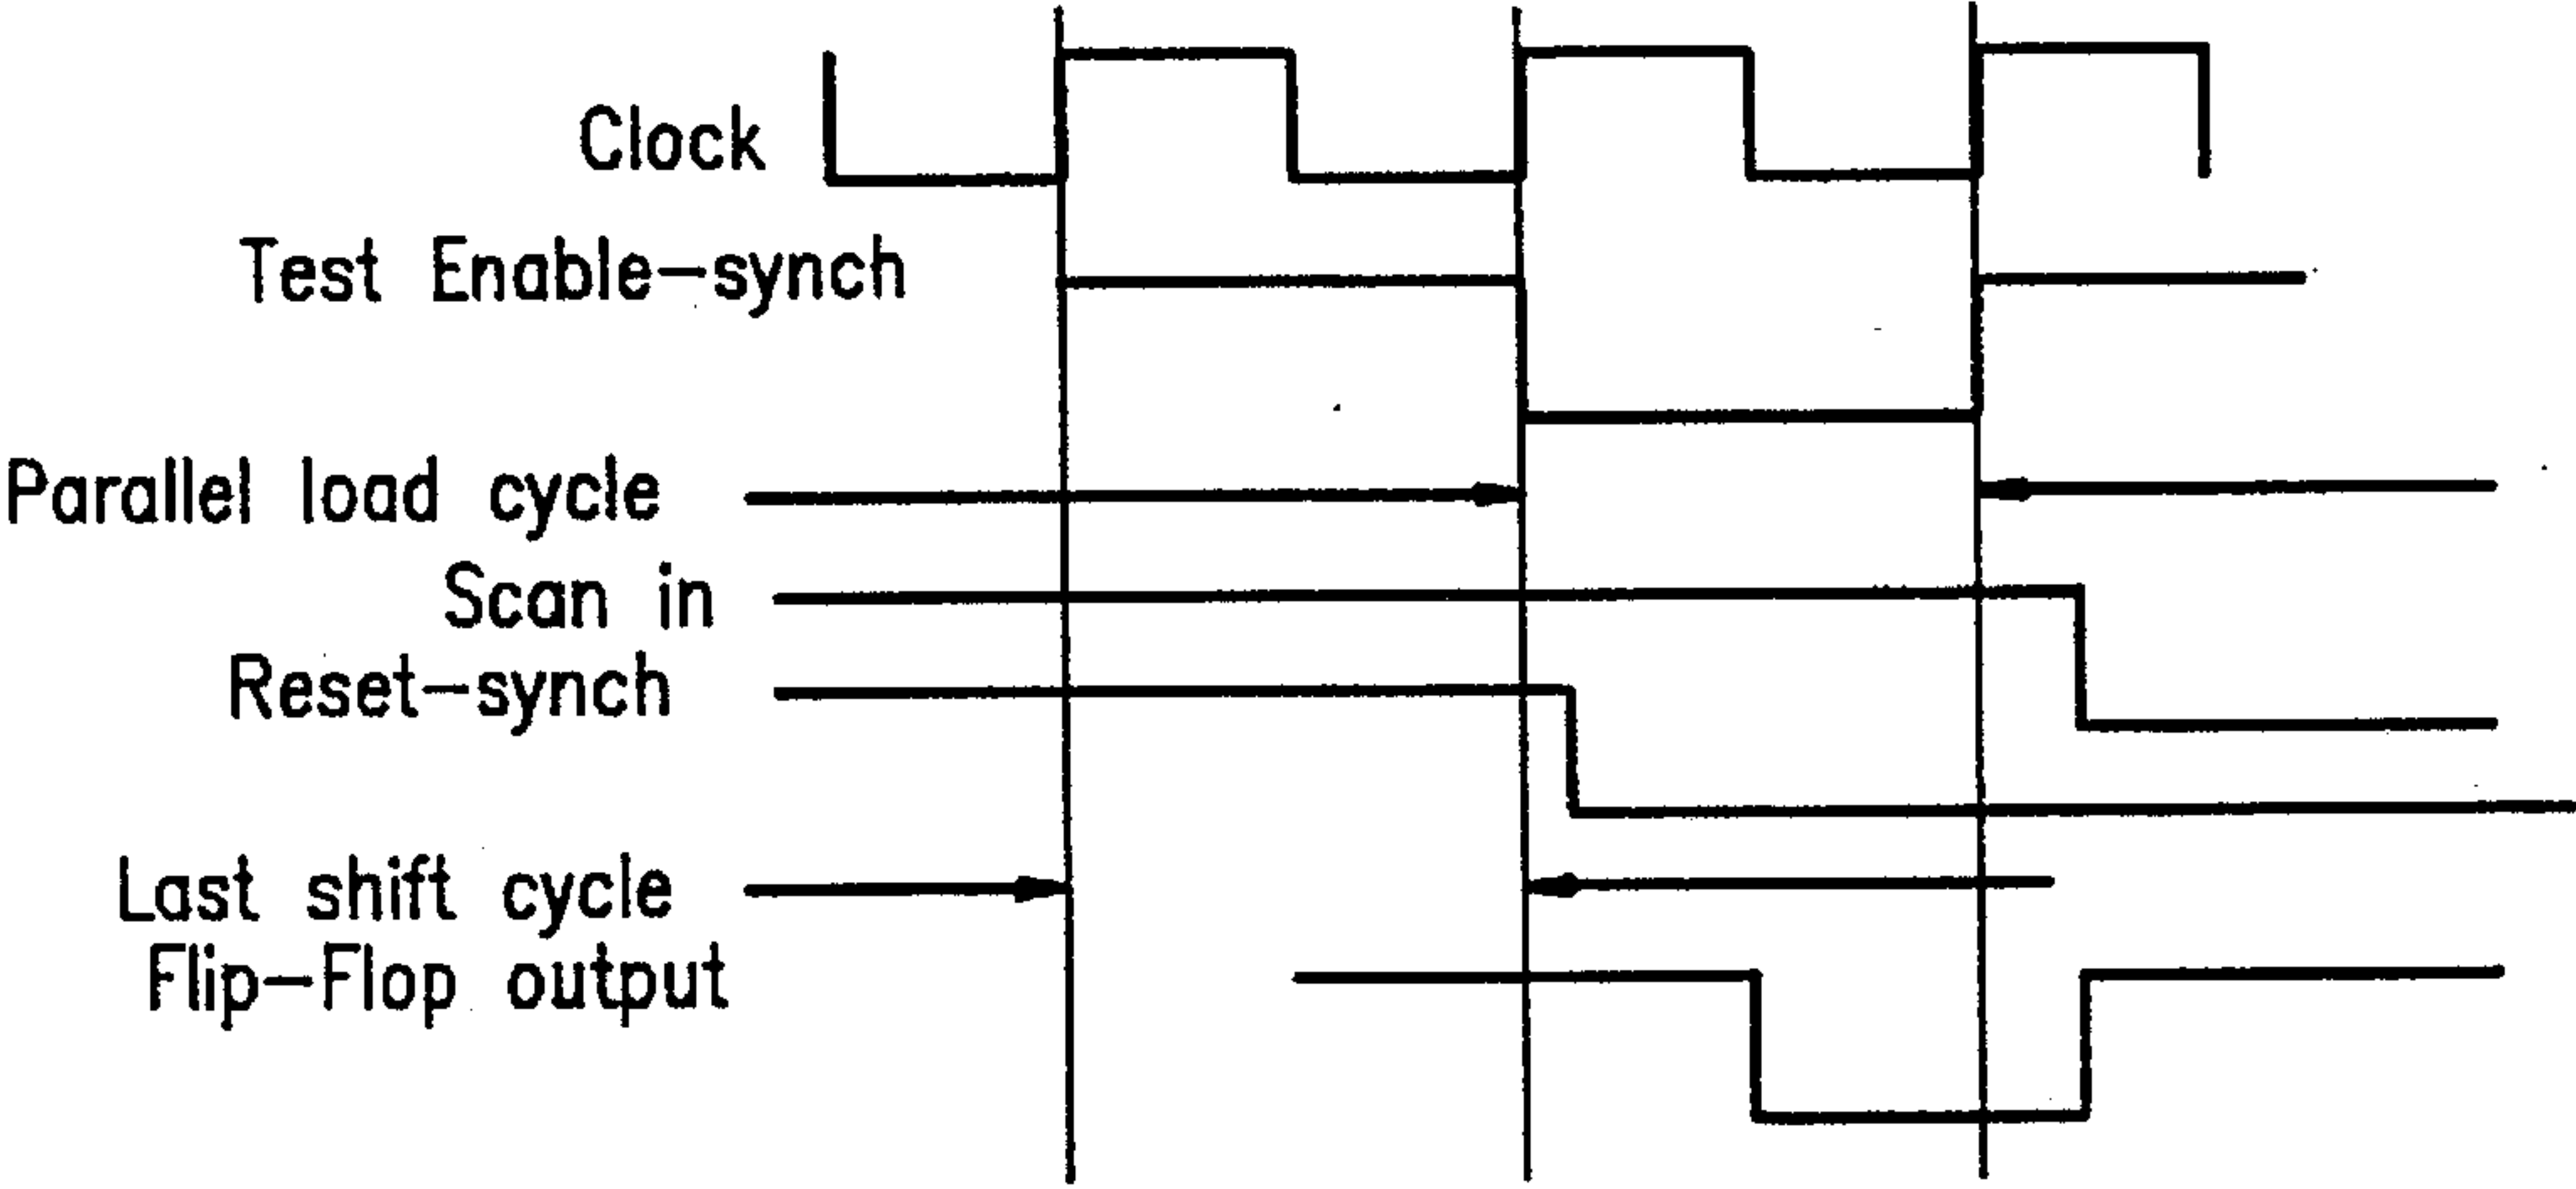 Clock
Test Enable-synch
Parallel load cycle
Scan in
Reset-synch
Last shift cycle
Flip-Flop output